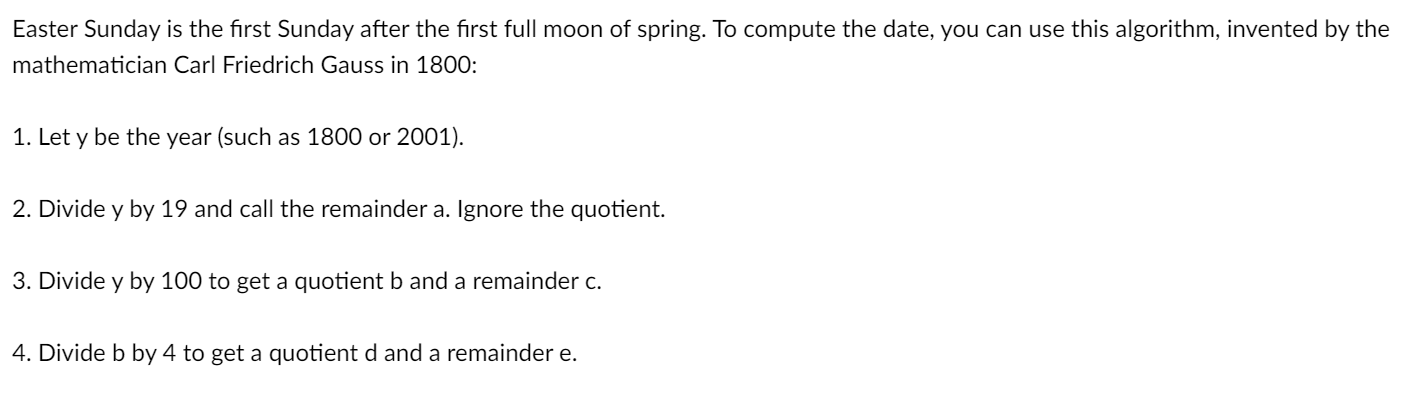 Easter Sunday is the first Sunday after the first full moon of spring. To compute the date, you can use this algorithm, invented by the
mathematician Carl Friedrich Gauss in 1800:
1. Let y be the year (such as 1800 or 2001).
2. Divide y by 19 and call the remainder a. Ignore the quotient.
3. Divide y by 100 to get a quotient b and a remainder c.
4. Divide b by 4 to get a quotient d and a remainder e.